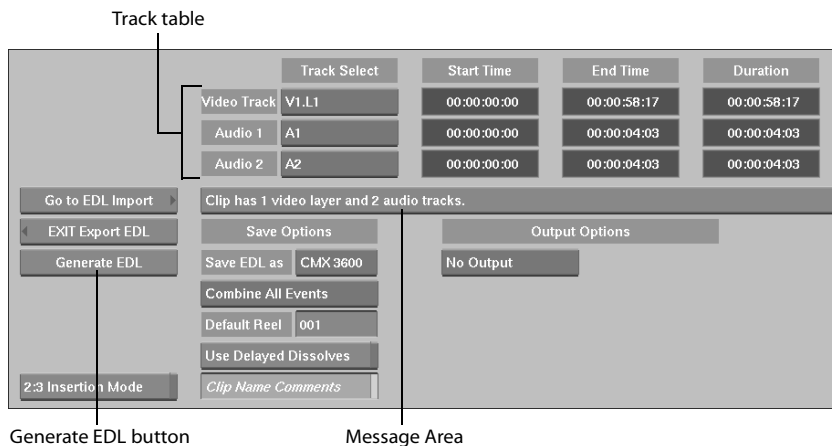 Track table
Track Select Start Time End Time Duration
Video Track V1.L1 00:00:00:00 00:00:58:17 00:00:58:17
Audio 1 A1 00:00:00:00 00:00:04:03 00:00:04:03
Audio 2 A2 00:00:00:00 00:00:04:03 00:00:04:03
Go to EDL Import Clip has 1 video layer and 2 audio tracks.
EXIT Export EDL Save Options Output Options
Generate EDL Save EDL as CMX 3600 No Output
Combine All Events
Default Reel 001
Use Delayed Dissolves
2:3 Insertion Mode Clip Name Comments
Generate EDL button Message Area